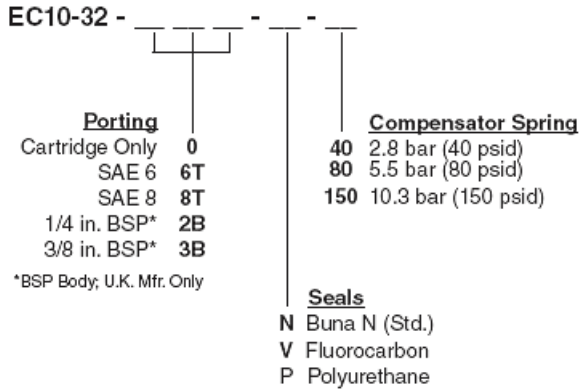 EC10-32 - __ __ __ - __ - __
Porting
Cartridge Only 0
SAE 6 6T
SAE 8 8T
1/4 in. BSP* 2B
3/8 in. BSP* 3B
*BSP Body; U.K. Mfr. Only
Compensator Spring
40 2.8 bar (40 psid)
80 5.5 bar (80 psid)
150 10.3 bar (150 psid)
Seals
N Buna N (Std.)
V Fluorocarbon
P Polyurethane